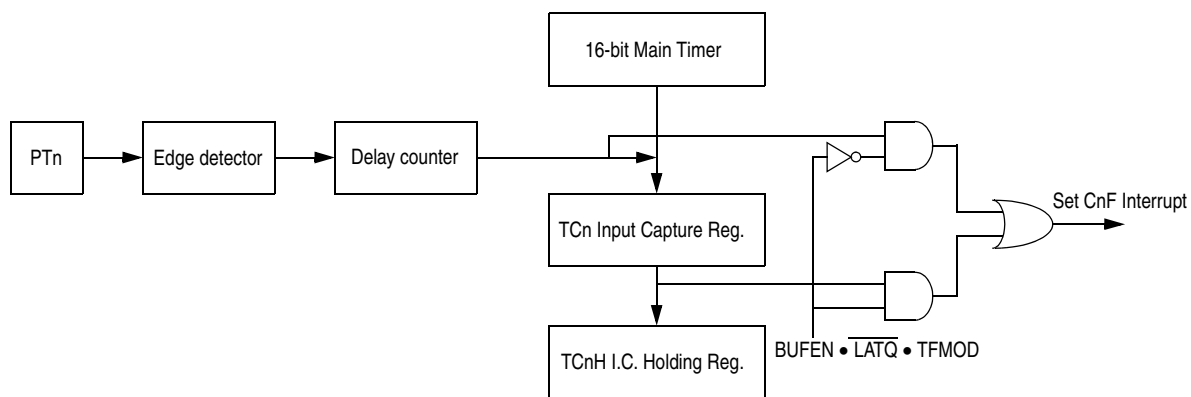 16-bit Main Timer
PTn
Edge detector
Delay counter
TCn Input Capture Reg.
Set CnF Interrupt
TCnH I.C. Holding Reg.
BUFEN • L̅A̅T̅Q̅ • TFMOD